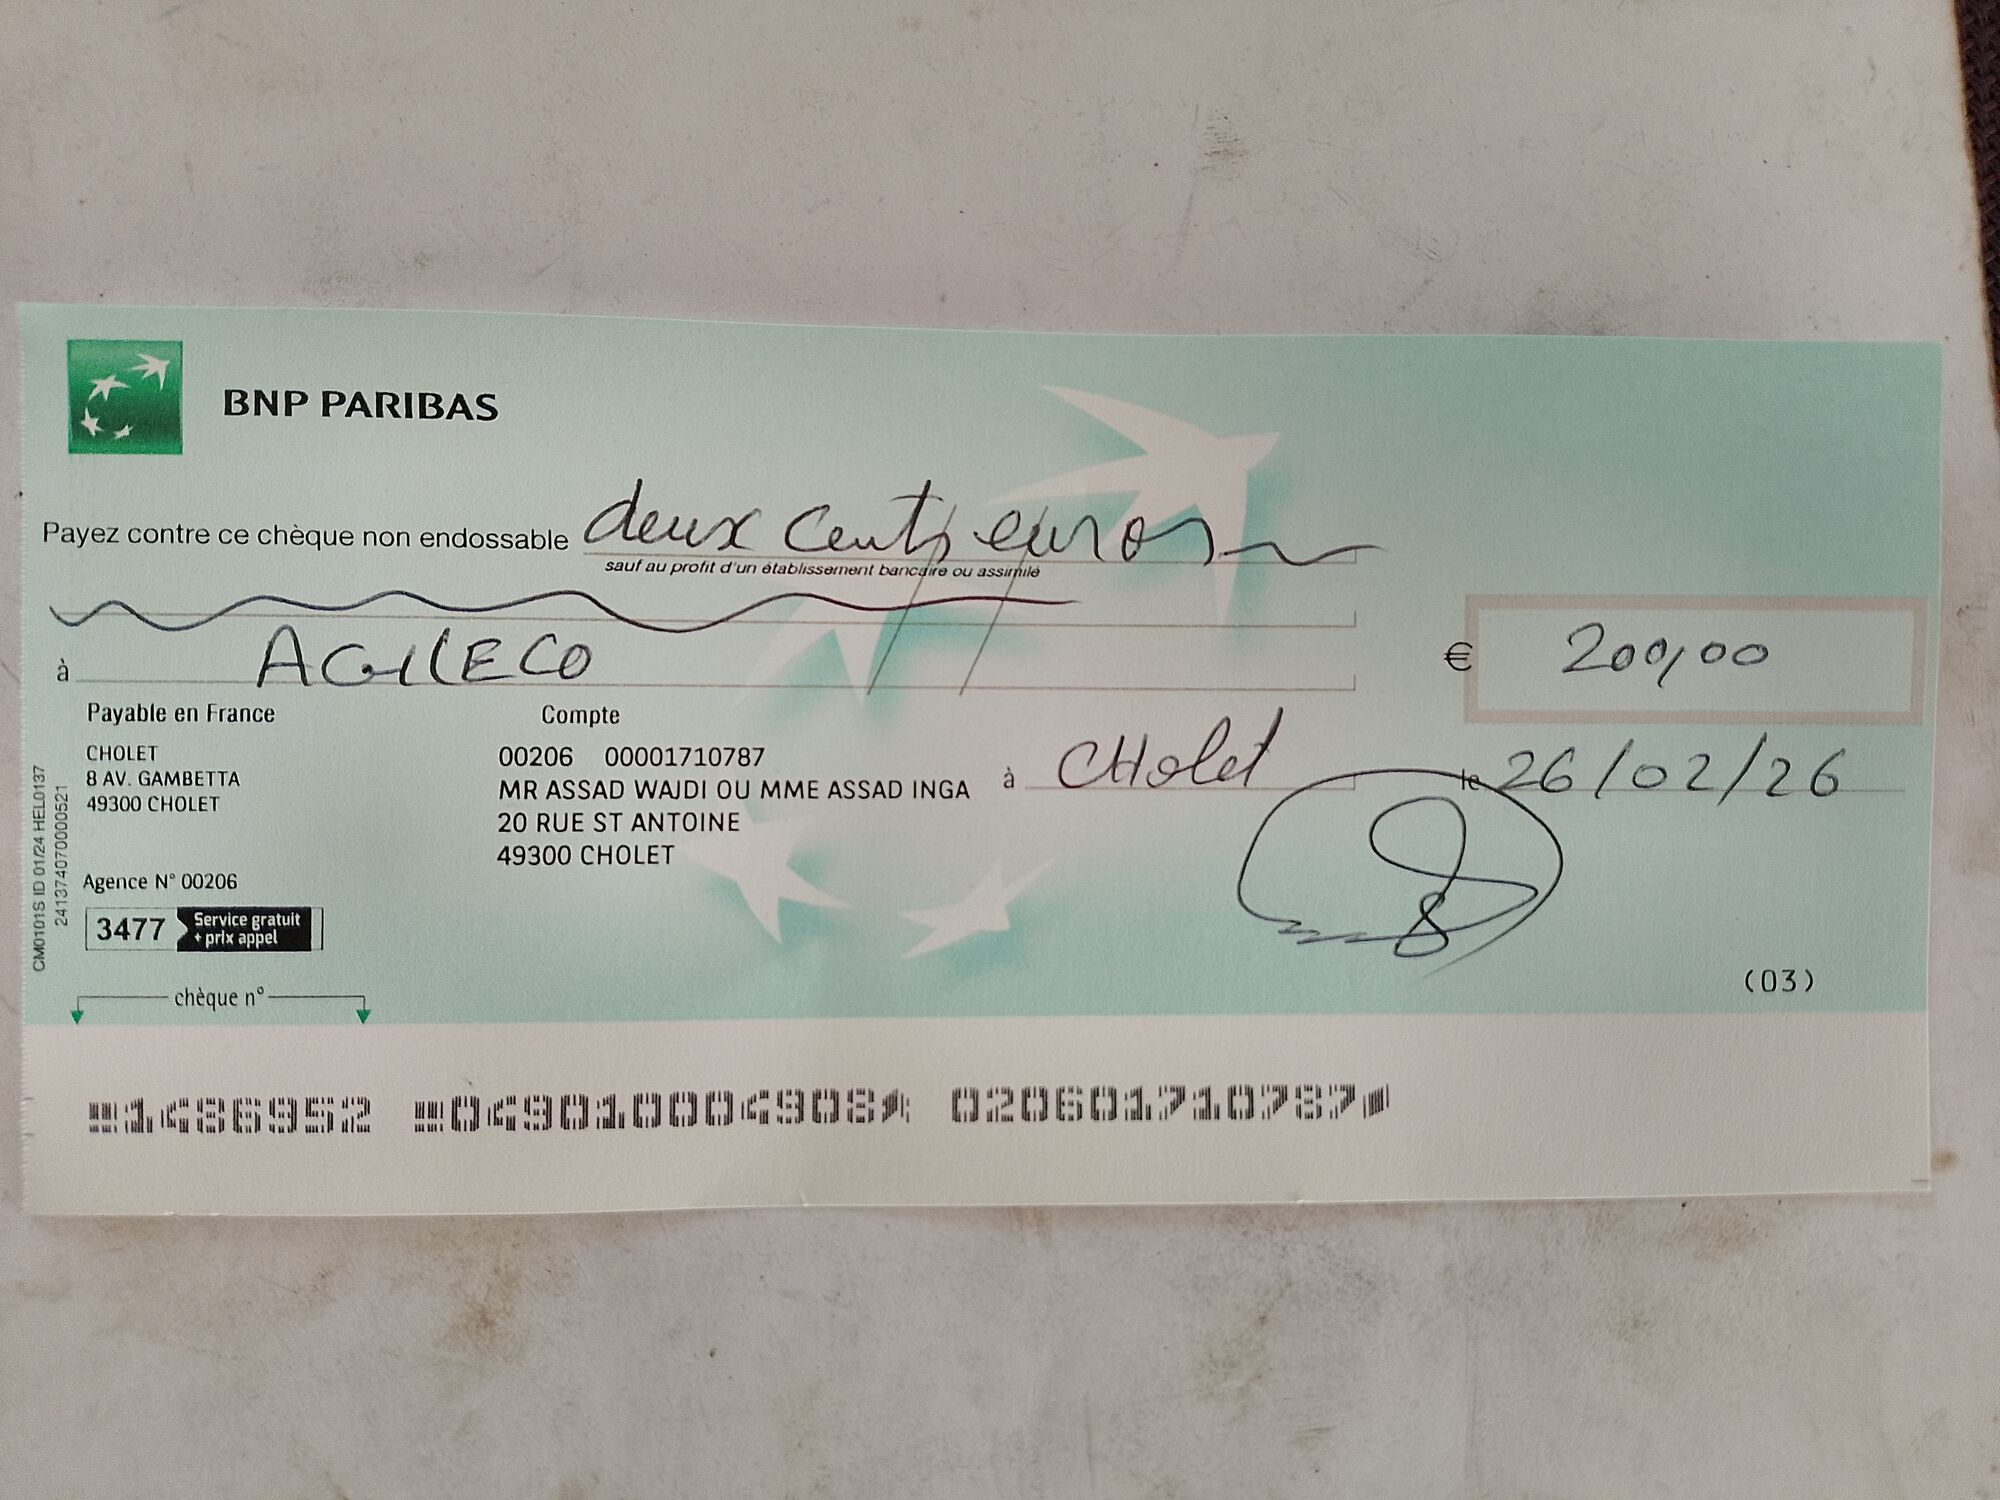 BNP PARIBAS
Payez contre ce chèque non endossable deux cents euros
sauf au profit d'un établissement bancaire ou assimilé
à AGILECO
€ 200,00
Payable en France
Compte
CHOLET
8 AV. GAMBETTA
49300 CHOLET
00206 00001710787
MR ASSAD WAJDI OU MME ASSAD INGA
20 RUE ST ANTOINE
49300 CHOLET
à CHolet le 26/02/26
Agence N° 00206
3477 Service gratuit
+ prix appel
CM0101S ID 01/24 HEL0137
2413740700000521
chèque n°
(03)
1486952 049010004908 020601710787